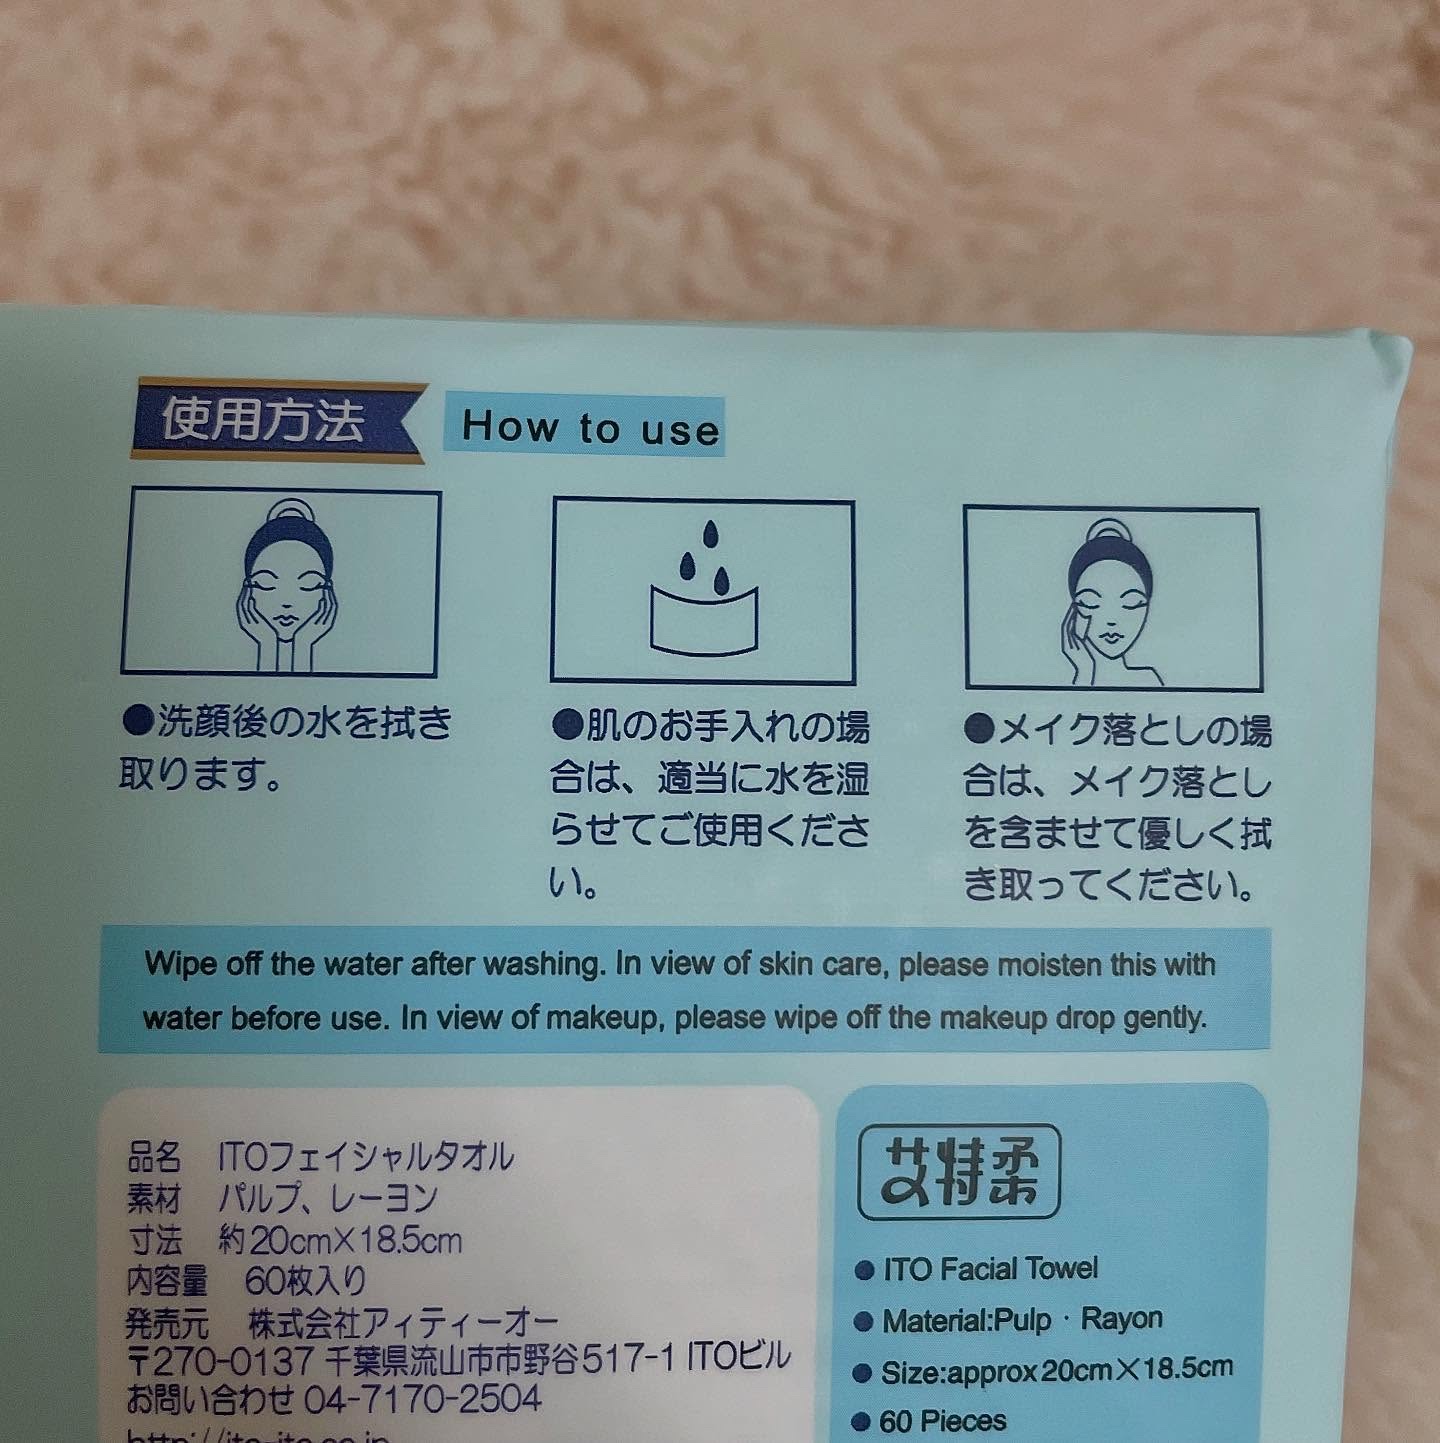 使用方法 How to use
●洗顔後の水を拭き
取ります。
●肌のお手入れの場
合は、適当に水を湿
らせてご使用くださ
い。
●メイク落としの場
合は、メイク落とし
を含ませて優しく拭
き取ってください。
Wipe off the water after washing. In view of skin care, please moisten this with
water before use. In view of makeup, please wipe off the makeup drop gently.
品名 ITOフェイシャルタオル
素材 パルプ、レーヨン
寸法 約20cm×18.5cm
内容量 60枚入り
発売元 株式会社アィティーオー
〒270-0137 千葉県流山市市野谷517-1 ITOビル
お問い合わせ 04-7170-2504
艾特柔
● ITO Facial Towel
● Material:Pulp · Rayon
● Size:approx20cm×18.5cm
● 60 Pieces